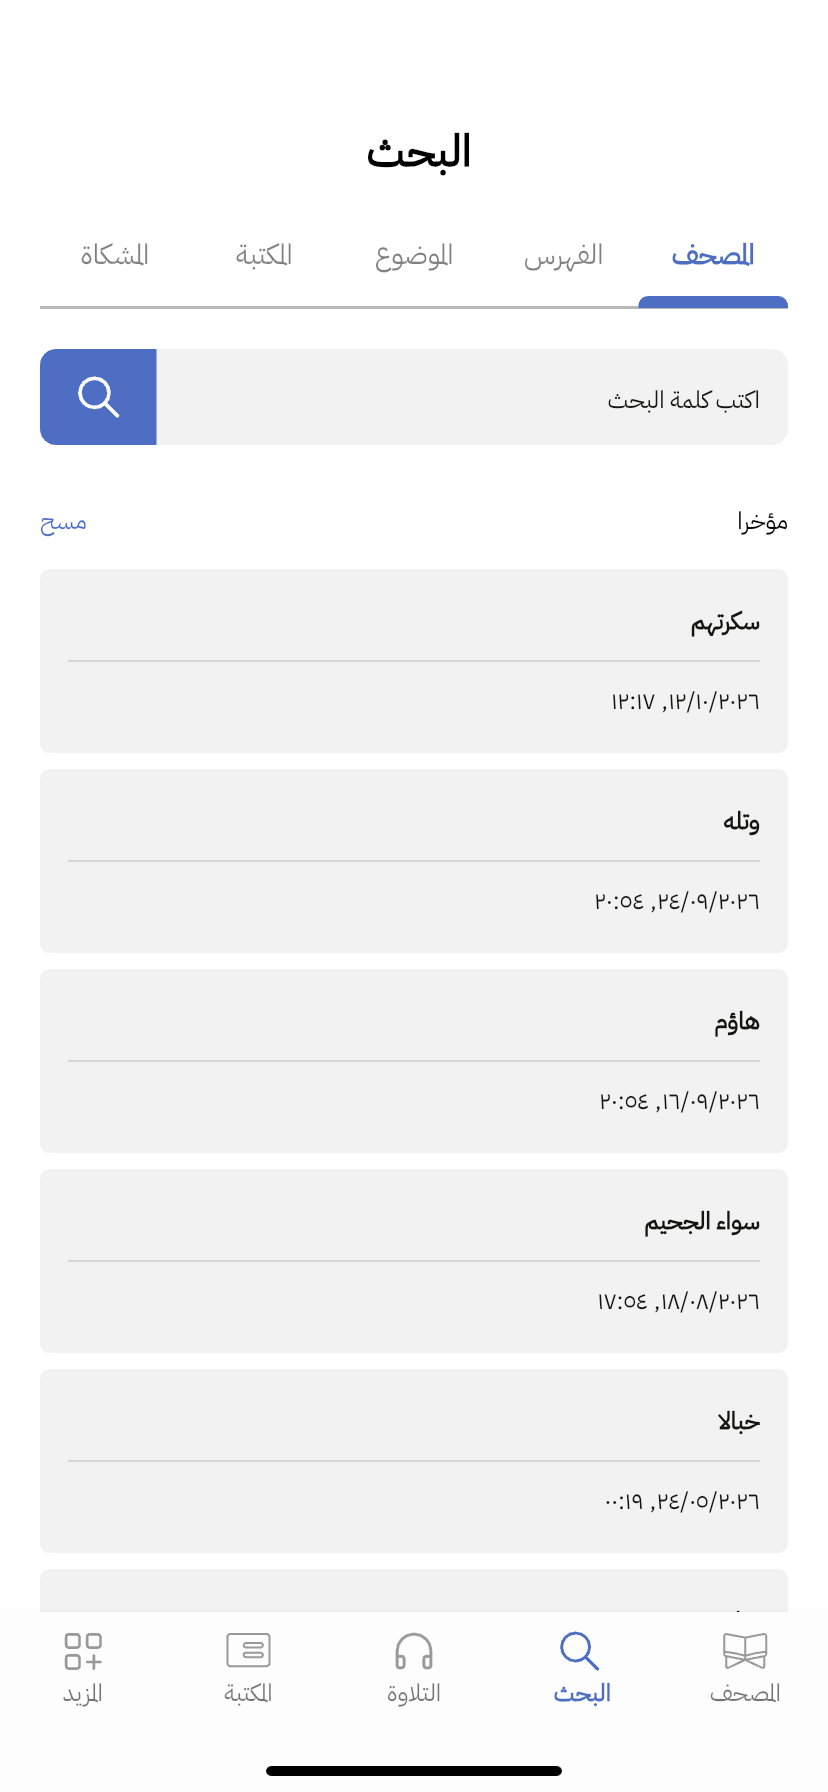 البحث
المصحف الفهرس الموضوع المكتبة المشكاة
اكتب كلمة البحث
مؤخرا مسح
سكرتهم
١٢/١٠/٢٠٢٦, ١٢:١٧
وتله
٢٤/٠٩/٢٠٢٦, ٢٠:٥٤
هاؤم
١٦/٠٩/٢٠٢٦, ٢٠:٥٤
سواء الجحيم
١٨/٠٨/٢٠٢٦, ١٧:٥٤
خبالا
٢٤/٠٥/٢٠٢٦, ٠٠:١٩
المصحف البحث التلاوة المكتبة المزيد